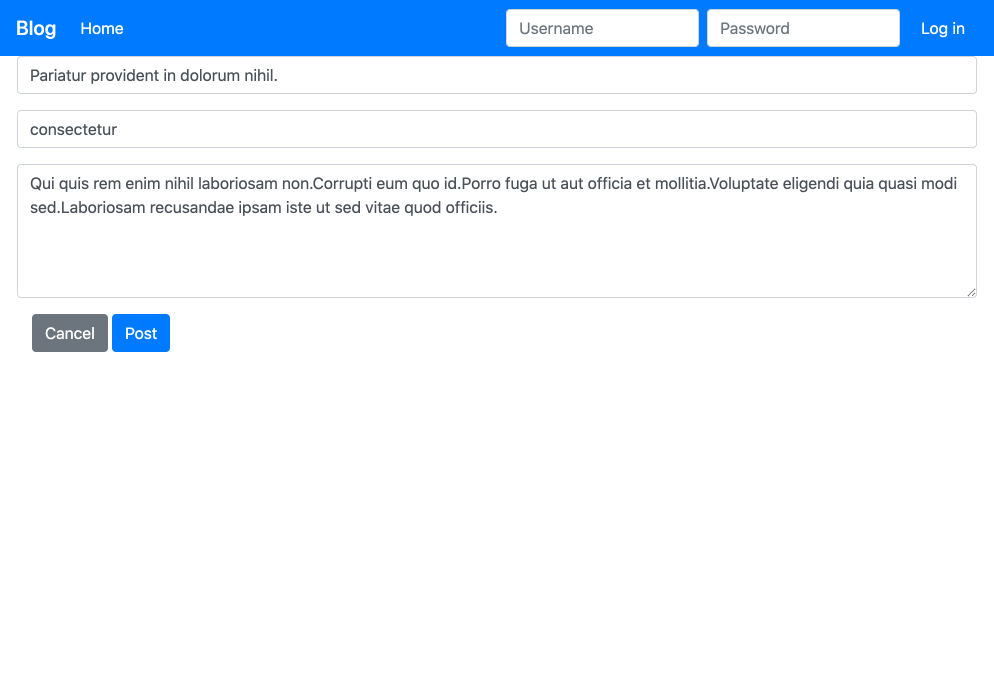 Blog Home Username Password Log in
Pariatur provident in dolorum nihil.
consectetur
Qui quis rem enim nihil laboriosam non.Corrupti eum quo id.Porro fuga ut aut officia et mollitia.Voluptate eligendi quia quasi modi
sed.Laboriosam recusandae ipsam iste ut sed vitae quod officiis.
Cancel Post